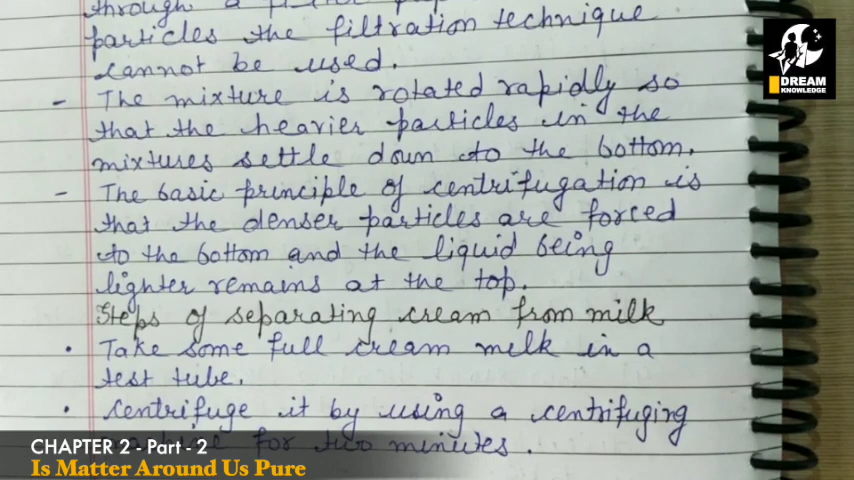 through a
particles the filtration technique
cannot be used.
- The mixture is rotated rapidly so
that the heavier particles in the
mixtures settle down to the bottom.
- The basic principle of centrifugation is
that the denser particles are forced
to the bottom and the liquid being
lighter remains at the top.
Steps of separating cream from milk
• Take some full cream melk in a
test tube.
• Centrifuge it by using a centrifuging
for two minutes.
DREAM
KNOWLEDGE
CHAPTER 2 - Part - 2
Is Matter Around Us Pure